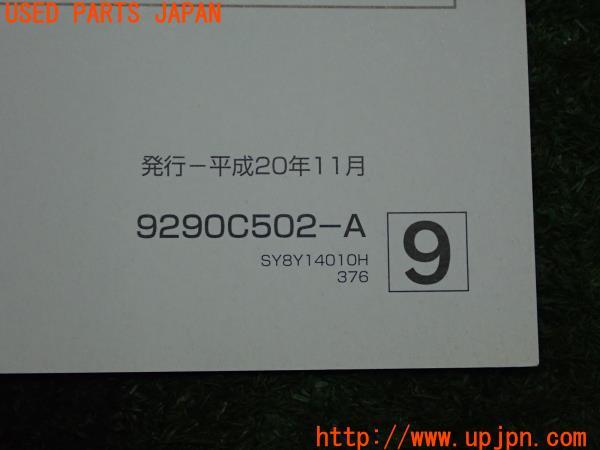 USED PARTS JAPAN
発行－平成20年11月
9290C502－A
9
SY8Y14010H
376
http://www.upjpn.com/